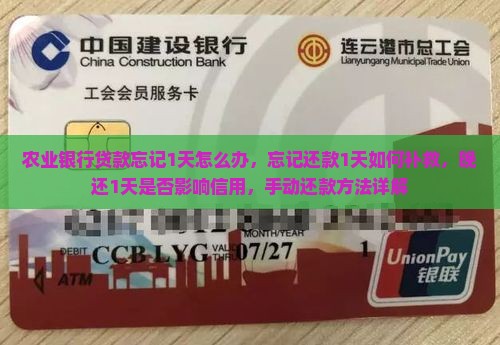 中国建设银行
China Construction Bank
连云港市总工会
Lianyungang Municipal Trade Union
工会会员服务卡
农业银行贷款忘记1天怎么办，忘记还款1天如何补救，晚
还1天是否影响信用，手动还款方法详解
MONTH/YEAR
DEBIT CCB LYG VALID THRU 07/27 1
ATM
UnionPay
银联